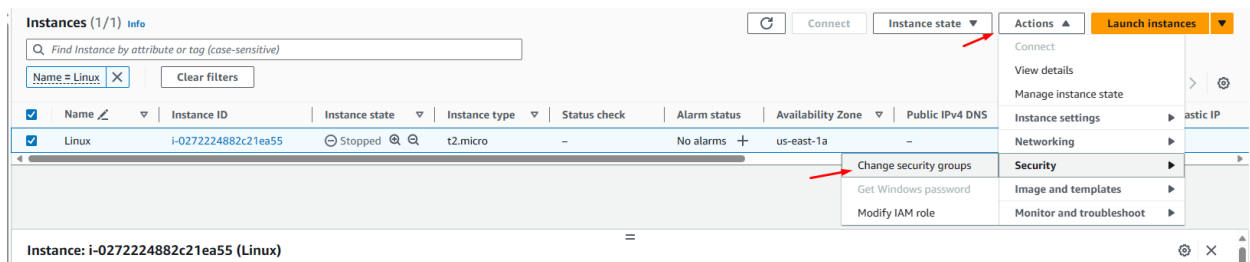 Instances (1/1) Info
Connect
Instance state
Actions
Launch instances
Find Instance by attribute or tag (case-sensitive)
Name = Linux
Clear filters
Connect
View details
Manage instance state
Instance settings
Networking
Security
Image and templates
Monitor and troubleshoot
Name
Instance ID
Instance state
Instance type
Status check
Alarm status
Availability Zone
Public IPv4 DNS
astic IP
Linux
i-0272224882c21ea55
Stopped
t2.micro
–
No alarms
us-east-1a
–
Change security groups
Get Windows password
Modify IAM role
Instance: i-0272224882c21ea55 (Linux)